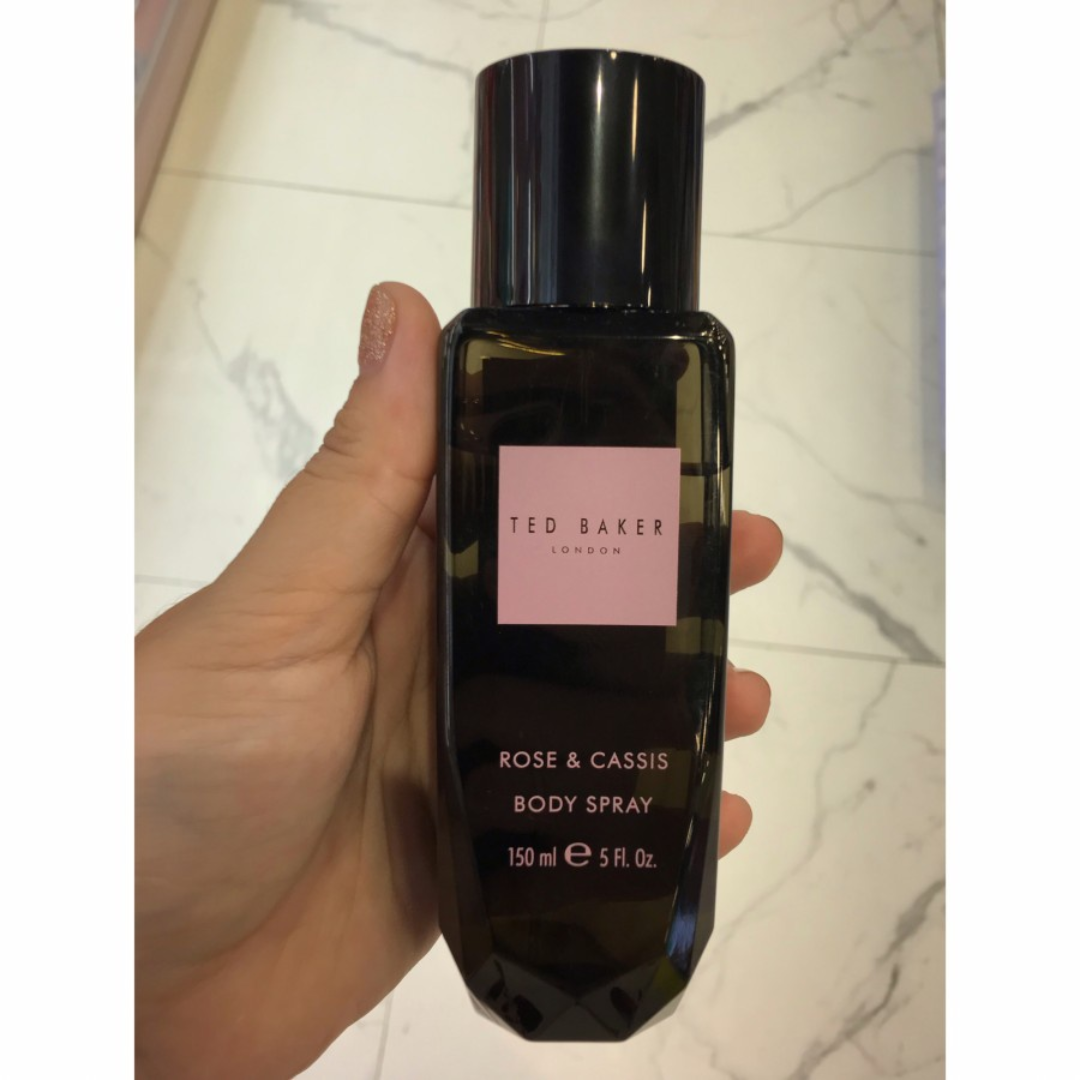 TED BAKER
LONDON
ROSE & CASSIS
BODY SPRAY
150 ml ℮ 5 Fl. Oz.